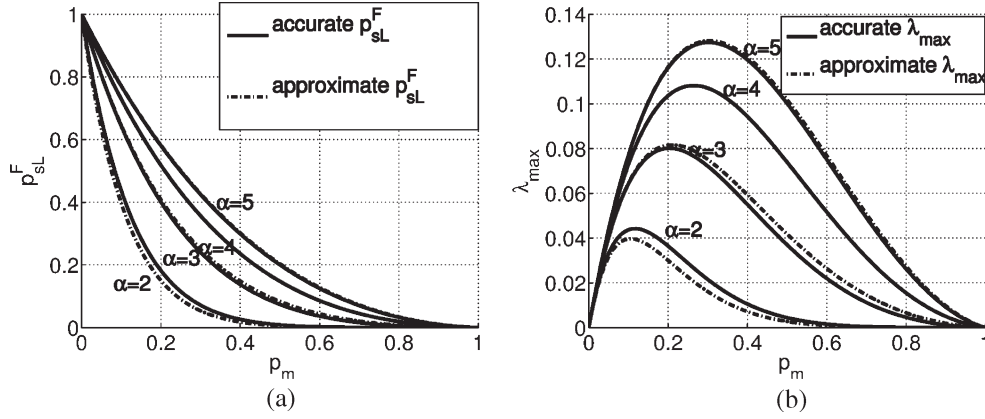 accurate p_sL^F
approximate p_sL^F
p_sL^F
1
0.8
0.6
0.4
0.2
0
α=5
α=4
α=3
α=2
0
0.2
0.4
0.6
0.8
1
p_m
(a)
accurate λ_max
approximate λ_max
λ_max
0.14
0.12
0.10
0.08
0.06
0.04
0.02
0
α=5
α=4
α=3
α=2
0
0.2
0.4
0.6
0.8
1
p_m
(b)